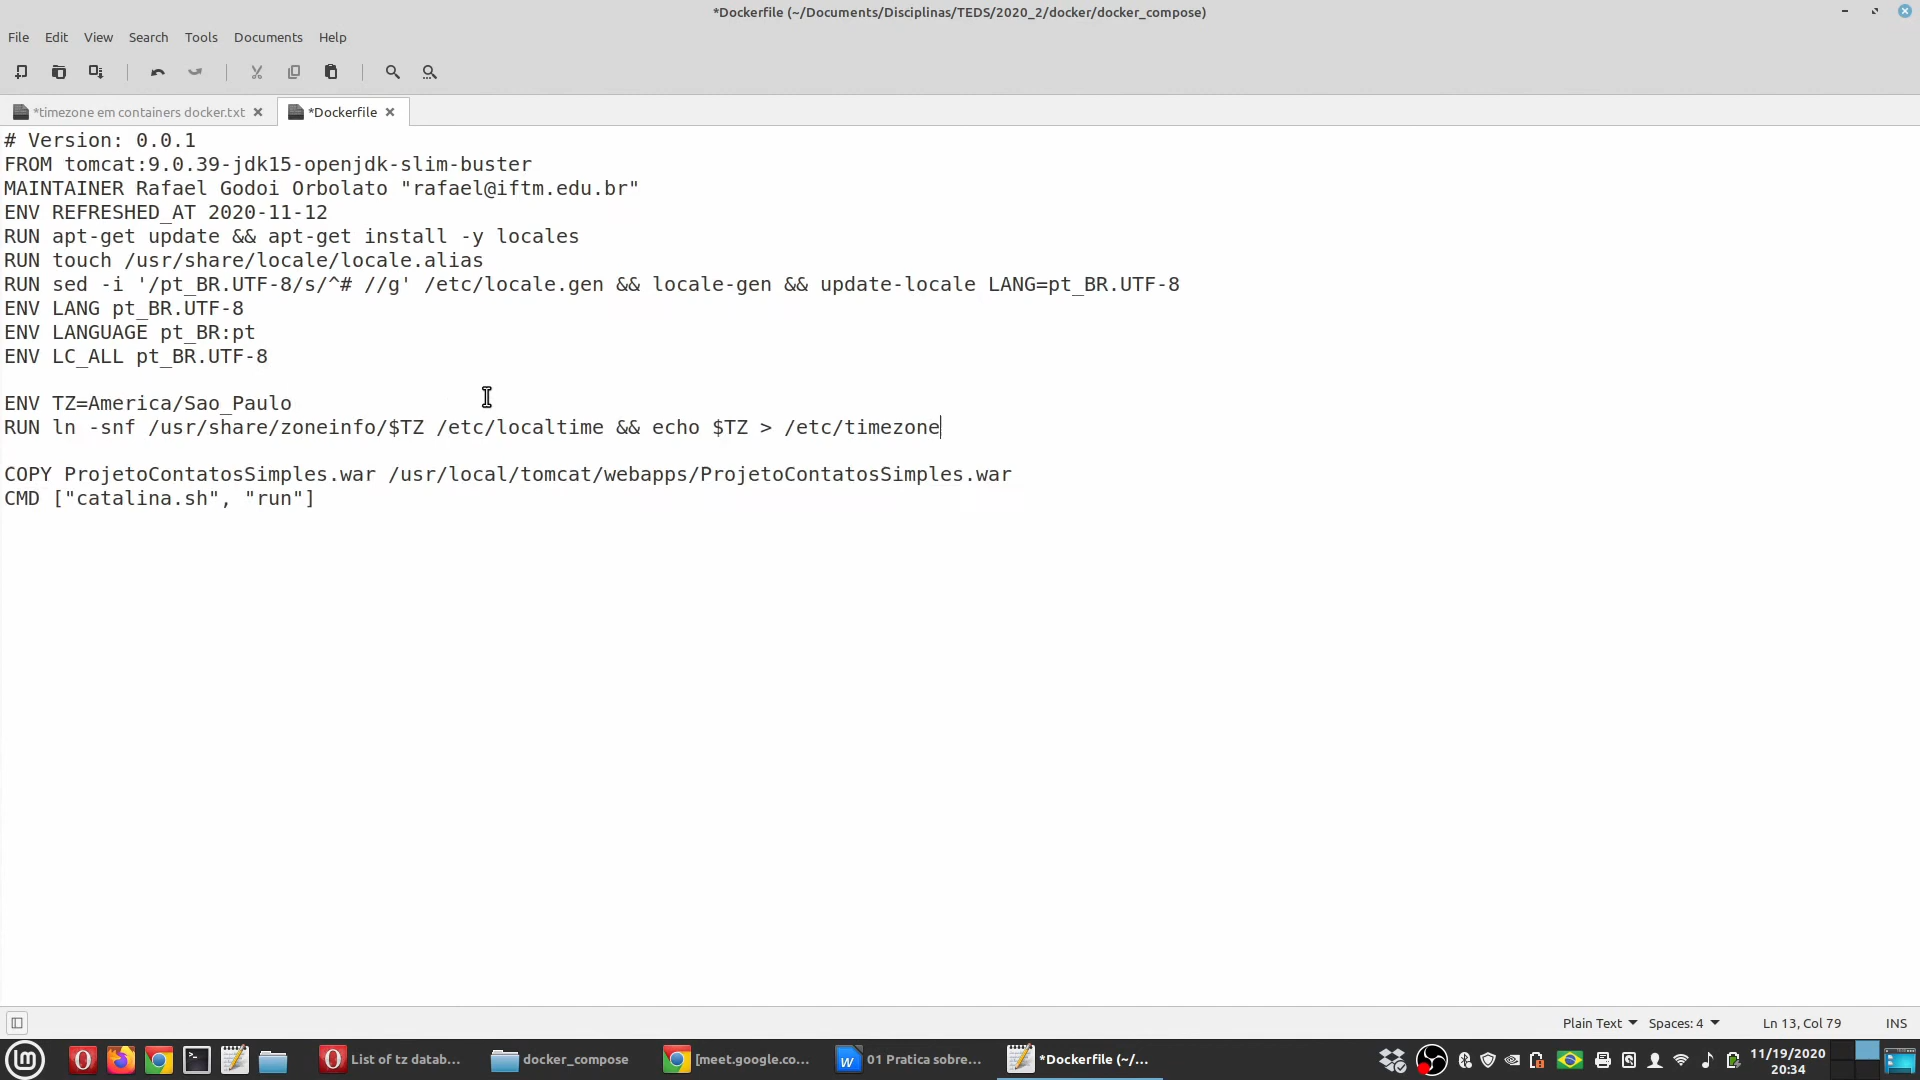 *Dockerfile (~/Documents/Disciplinas/TEDS/2020_2/docker/docker_compose)
File Edit View Search Tools Documents Help
*timezone em containers docker.txt *Dockerfile
# Version: 0.0.1
FROM tomcat:9.0.39-jdk15-openjdk-slim-buster
MAINTAINER Rafael Godoi Orbolato "rafael@iftm.edu.br"
ENV REFRESHED_AT 2020-11-12
RUN apt-get update && apt-get install -y locales
RUN touch /usr/share/locale/locale.alias
RUN sed -i '/pt_BR.UTF-8/s/^# //g' /etc/locale.gen && locale-gen && update-locale LANG=pt_BR.UTF-8
ENV LANG pt_BR.UTF-8
ENV LANGUAGE pt_BR:pt
ENV LC_ALL pt_BR.UTF-8
ENV TZ=America/Sao_Paulo
RUN ln -snf /usr/share/zoneinfo/$TZ /etc/localtime && echo $TZ > /etc/timezone
COPY ProjetoContatosSimples.war /usr/local/tomcat/webapps/ProjetoContatosSimples.war
CMD ["catalina.sh", "run"]
Plain Text Spaces: 4 Ln 13, Col 79 INS
List of tz datab... docker_compose [meet.google.co... 01 Pratica sobre... *Dockerfile (~/... 11/19/2020
20:34